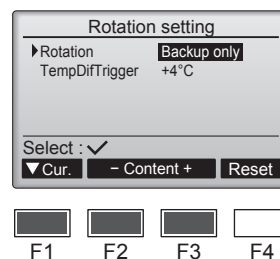 Rotation setting
Rotation Backup only
TempDifTrigger +4°C
Select : ✓
▼Cur. − Content + Reset
F1 F2 F3 F4